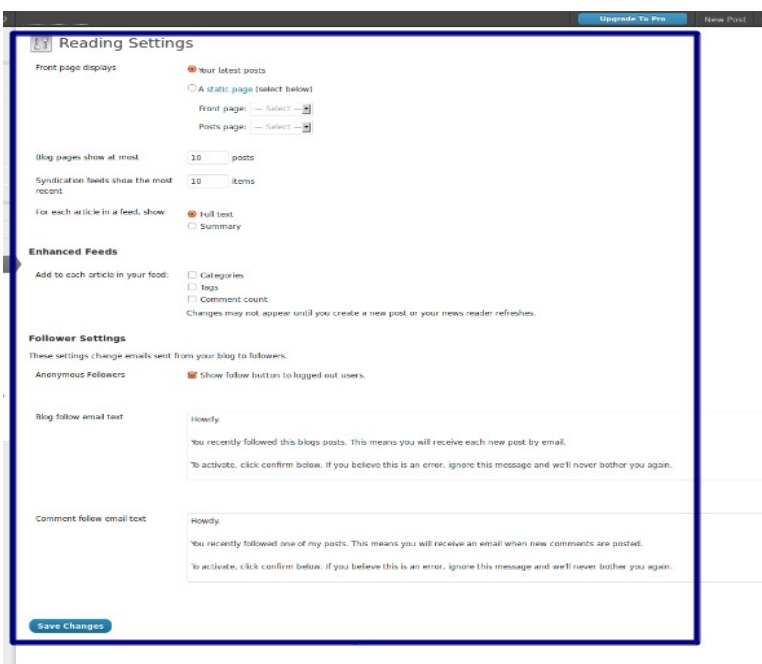 Upgrade To Pro New Post
Reading Settings
Front page displays
Your latest posts
A static page (select below)
Front page: — Select —
Posts page: — Select —
Blog pages show at most 10 posts
Syndication feeds show the most recent 10 items
For each article in a feed, show
Full text
Summary
Enhanced Feeds
Add to each article in your feed:
Categories
Tags
Comment count
Changes may not appear until you create a new post or your news reader refreshes.
Follower Settings
These settings change emails sent from your blog to followers.
Anonymous Followers Show follow button to logged out users.
Blog follow email text
Howdy.
You recently followed this blogs posts. This means you will receive each new post by email.
To activate, click confirm below. If you believe this is an error, ignore this message and we'll never bother you again.
Comment follow email text
Howdy.
You recently followed one of my posts. This means you will receive an email when new comments are posted.
To activate, click confirm below. If you believe this is an error, ignore this message and we'll never bother you again.
Save Changes